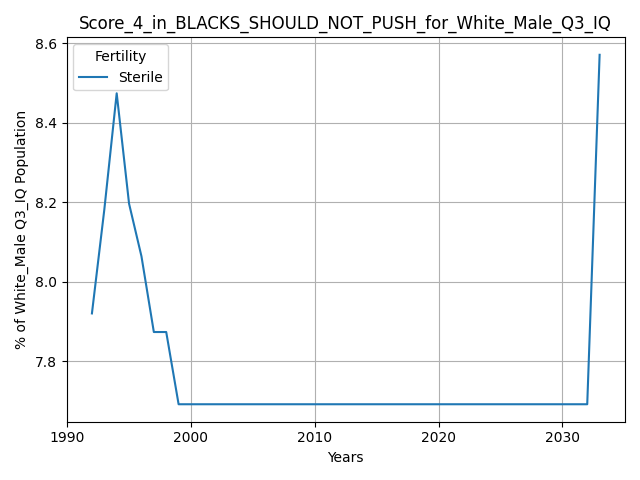 Score_4_in_BLACKS_SHOULD_NOT_PUSH_for_White_Male_Q3_IQ
Fertility
Sterile
% of White_Male Q3_IQ Population
8.6
8.4
8.2
8.0
7.8
1990
2000
2010
2020
2030
Years